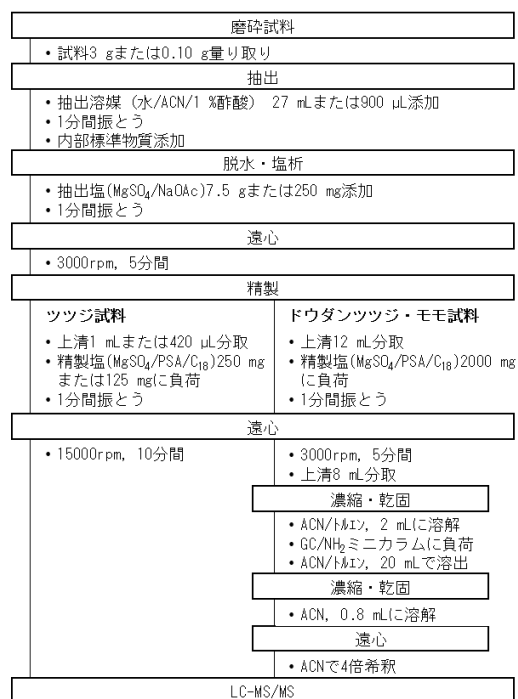 磨砕試料
• 試料3 gまたは0.10 g量り取り
抽出
• 抽出溶媒（水/ACN/1 %酢酸） 27 mLまたは900 μL添加
• 1分間振とう
• 内部標準物質添加
脱水・塩析
• 抽出塩(MgSO₄/NaOAc)7.5 gまたは250 mg添加
• 1分間振とう
遠心
• 3000rpm, 5分間
精製
ツツジ試料
• 上清1 mLまたは420 μL分取
• 精製塩(MgSO₄/PSA/C₁₈)250 mg
または125 mgに負荷
• 1分間振とう
ドウダンツツジ・モモ試料
• 上清12 mL分取
• 精製塩(MgSO₄/PSA/C₁₈)2000 mg
に負荷
• 1分間振とう
遠心
• 15000rpm, 10分間
• 3000rpm, 5分間
• 上清8 mL分取
濃縮・乾固
• ACN/ﾄﾙｴﾝ, 2 mLに溶解
• GC/NH₂ミニカラムに負荷
• ACN/ﾄﾙｴﾝ, 20 mLで溶出
濃縮・乾固
• ACN, 0.8 mLに溶解
遠心
• ACNで4倍希釈
LC-MS/MS